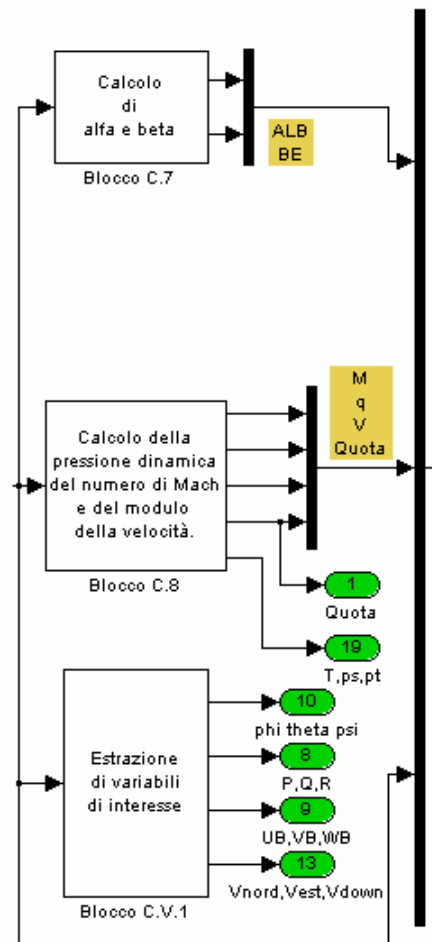 Calcolo
di
alfa e beta
Blocco C.7
ALB
BE
Calcolo della
pressione dinamica
del numero di Mach
e del modulo
della velocità.
Blocco C.8
M
q
V
Quota
1
Quota
19
T,ps,pt
Estrazione
di variabili
di interesse
Blocco C.V.1
10
phi theta psi
8
P,Q,R
9
UB,VB,WB
13
Vnord,Vest,Vdown